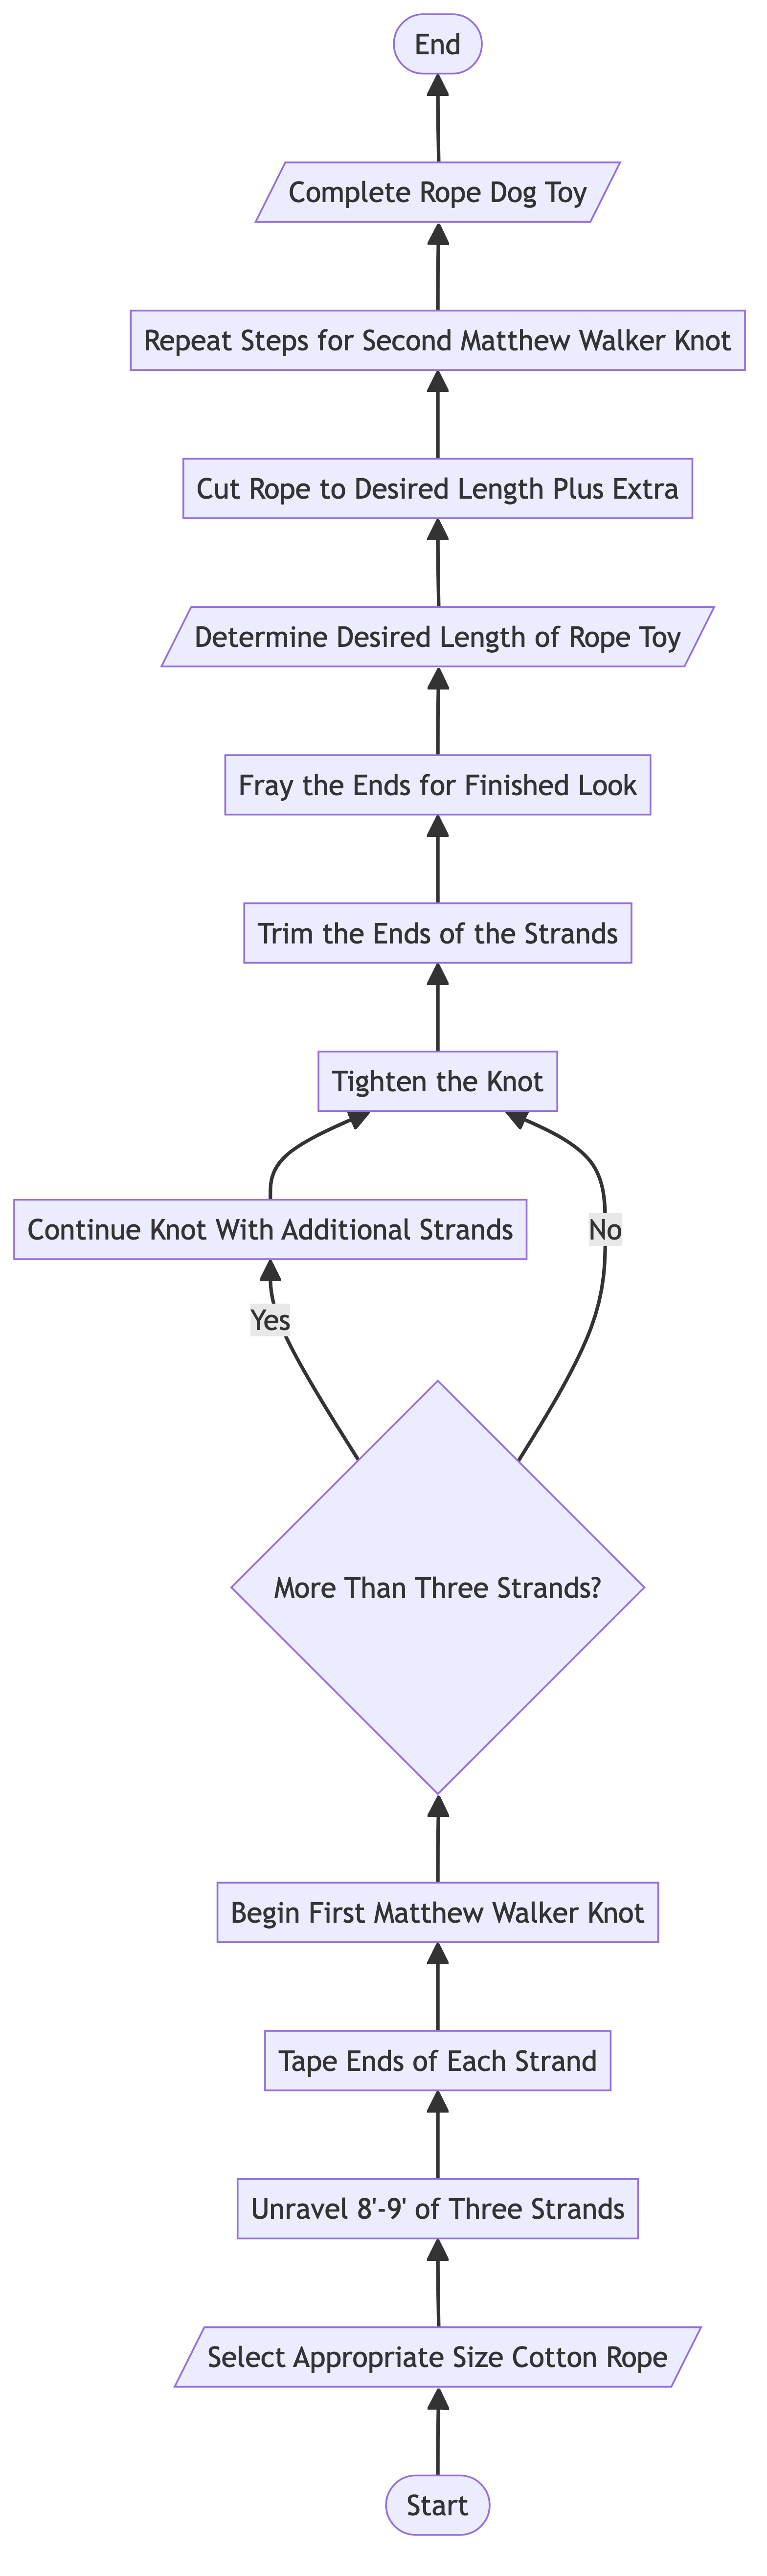 End
Complete Rope Dog Toy
Repeat Steps for Second Matthew Walker Knot
Cut Rope to Desired Length Plus Extra
Determine Desired Length of Rope Toy
Fray the Ends for Finished Look
Trim the Ends of the Strands
Tighten the Knot
Continue Knot With Additional Strands
No
Yes
More Than Three Strands?
Begin First Matthew Walker Knot
Tape Ends of Each Strand
Unravel 8'-9' of Three Strands
Select Appropriate Size Cotton Rope
Start